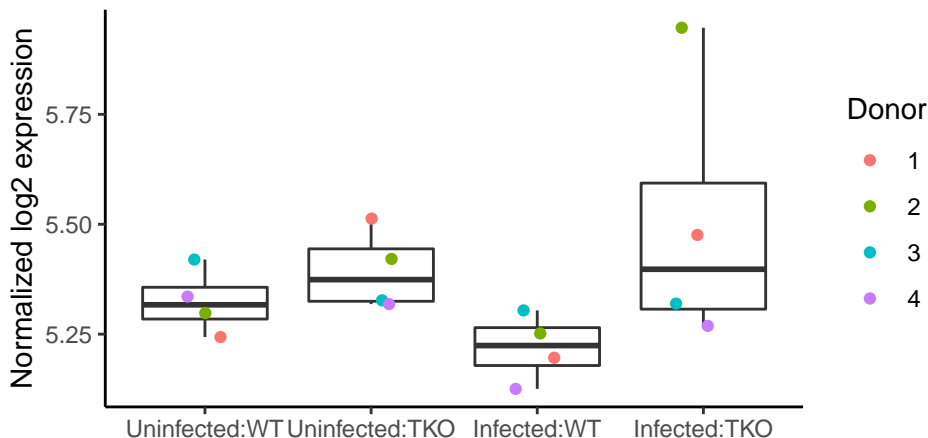 Normalized log2 expression
5.75
5.50
5.25
Uninfected:WT Uninfected:TKO Infected:WT Infected:TKO
Donor
1
2
3
4